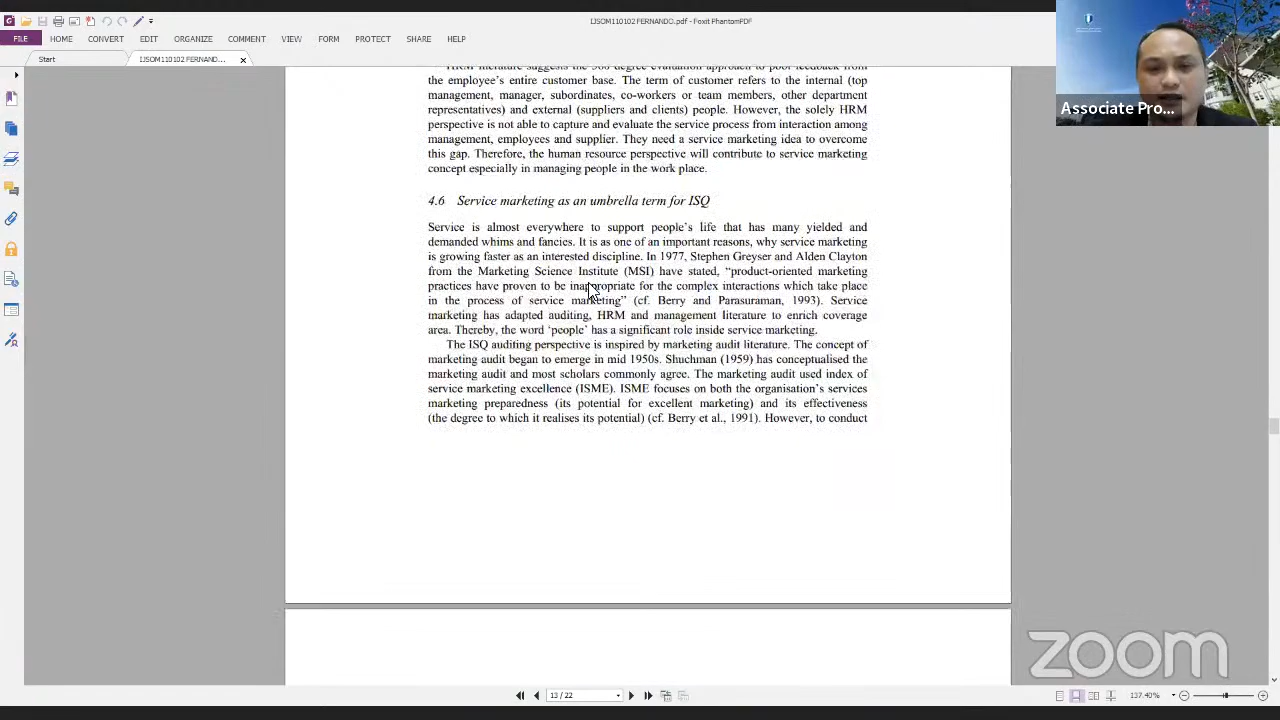 IJSOM110102 FERNANDO.pdf - Foxit PhantomPDF
FILE HOME CONVERT EDIT ORGANIZE COMMENT VIEW FORM PROTECT SHARE HELP
Start IJSOM110102 FERNAND...
HRM literature suggests the 360 degree evaluation approach to pool feedback from
the employee's entire customer base. The term of customer refers to the internal (top
management, manager, subordinates, co-workers or team members, other department
representatives) and external (suppliers and clients) people. However, the solely HRM
perspective is not able to capture and evaluate the service process from interaction among
management, employees and supplier. They need a service marketing idea to overcome
this gap. Therefore, the human resource perspective will contribute to service marketing
concept especially in managing people in the work place.
4.6 Service marketing as an umbrella term for ISQ
Service is almost everywhere to support people's life that has many yielded and
demanded whims and fancies. It is as one of an important reasons, why service marketing
is growing faster as an interested discipline. In 1977, Stephen Greyser and Alden Clayton
from the Marketing Science Institute (MSI) have stated, "product-oriented marketing
practices have proven to be inappropriate for the complex interactions which take place
in the process of service marketing" (cf. Berry and Parasuraman, 1993). Service
marketing has adapted auditing, HRM and management literature to enrich coverage
area. Thereby, the word 'people' has a significant role inside service marketing.
The ISQ auditing perspective is inspired by marketing audit literature. The concept of
marketing audit began to emerge in mid 1950s. Shuchman (1959) has conceptualised the
marketing audit and most scholars commonly agree. The marketing audit used index of
service marketing excellence (ISME). ISME focuses on both the organisation's services
marketing preparedness (its potential for excellent marketing) and its effectiveness
(the degree to which it realises its potential) (cf. Berry et al., 1991). However, to conduct
Associate Pro...
zoom
13 / 22
137.40%